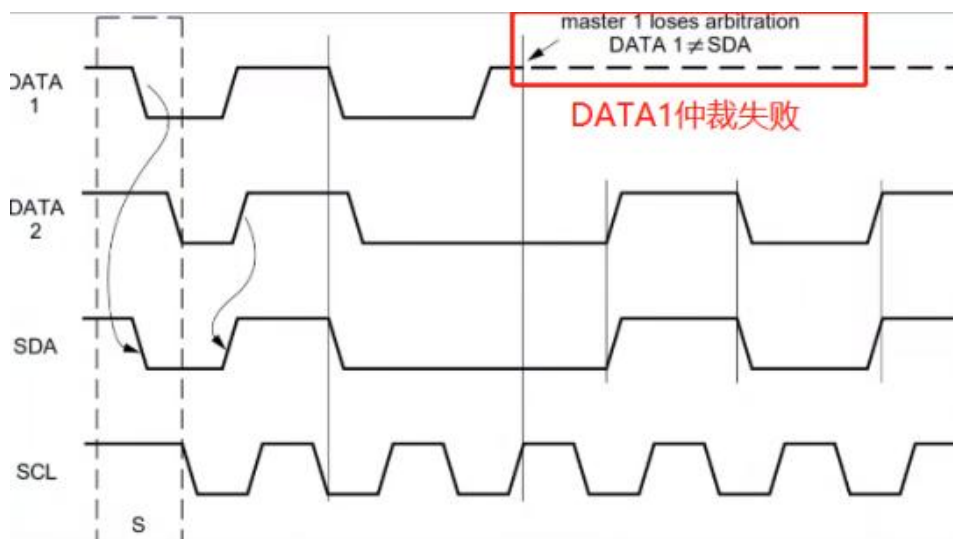 master 1 loses arbitration
DATA 1≠SDA
DATA1仲裁失败
DATA
1
DATA
2
SDA
SCL
S